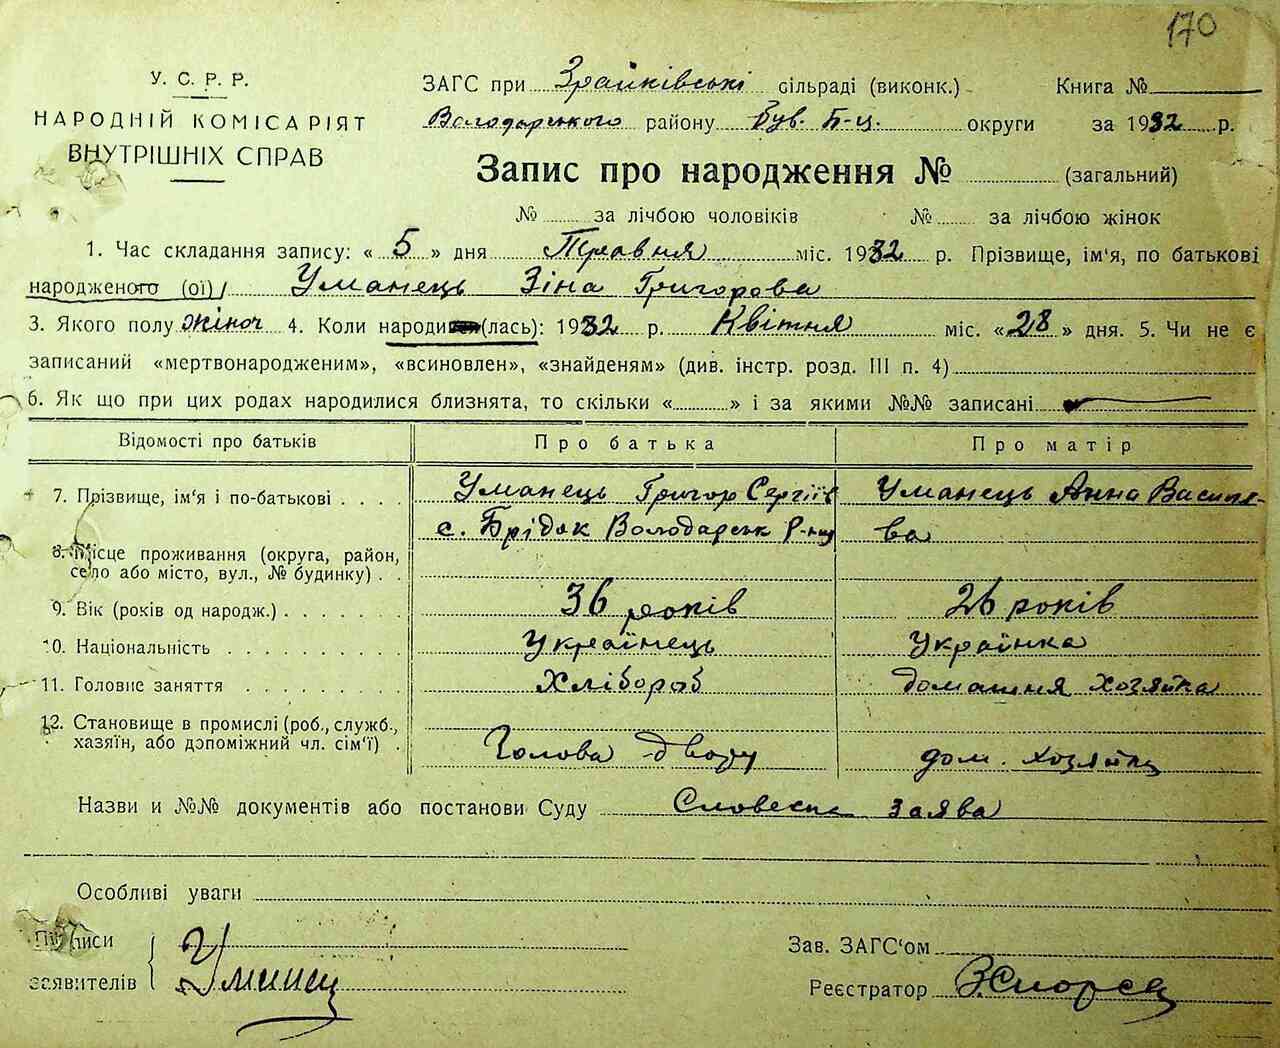 170
У. С. Р. Р.
НАРОДНІЙ КОМІСАРІЯТ
ВНУТРІШНІХ СПРАВ
ЗАГС при Зрайківські сільраді (виконк.) Книга №
Володарського району Був. Б-ц. округи за 1932 р.
Запис про народження № (загальний)
№ за лічбою чоловіків № за лічбою жінок
1. Час складання запису: « 5 » дня Травня міс. 1932 р. Прізвище, ім'я, по батькові
народженого (ої) Уманець Зіна Григорова
3. Якого полу жіноч 4. Коли народи(лась): 1932 р. Квітня міс. «28» дня. 5. Чи не є
записаний «мертвонародженим», «всиновлен», «знайденям» (див. інстр. розд. III п. 4)
6. Як що при цих родах народилися близнята, то скільки « » і за якими №№ записані
Відомості про батьків Про батька Про матір
7. Прізвище, ім'я і по-батькові Уманець Григор Сергіїв Уманець Анна Василе-
с. Брідок Володарськ Р-ну ва
8. Місце проживання (округа, район,
село або місто, вул., № будинку)
9. Вік (років од народж.) 36 років 26 років
10. Національність Українець Українка
11. Головне заняття Хлібороб домашня хозяйка
12. Становище в промислі (роб., служб.,
хазяїн, або допоміжний чл. сім'ї) Голова двору дом. хозяйка
Назви и №№ документів або постанови Суду Словесна заява
Особливі уваги
Підписи
заявителів Уминец
Зав. ЗАГС'ом
Реєстратор